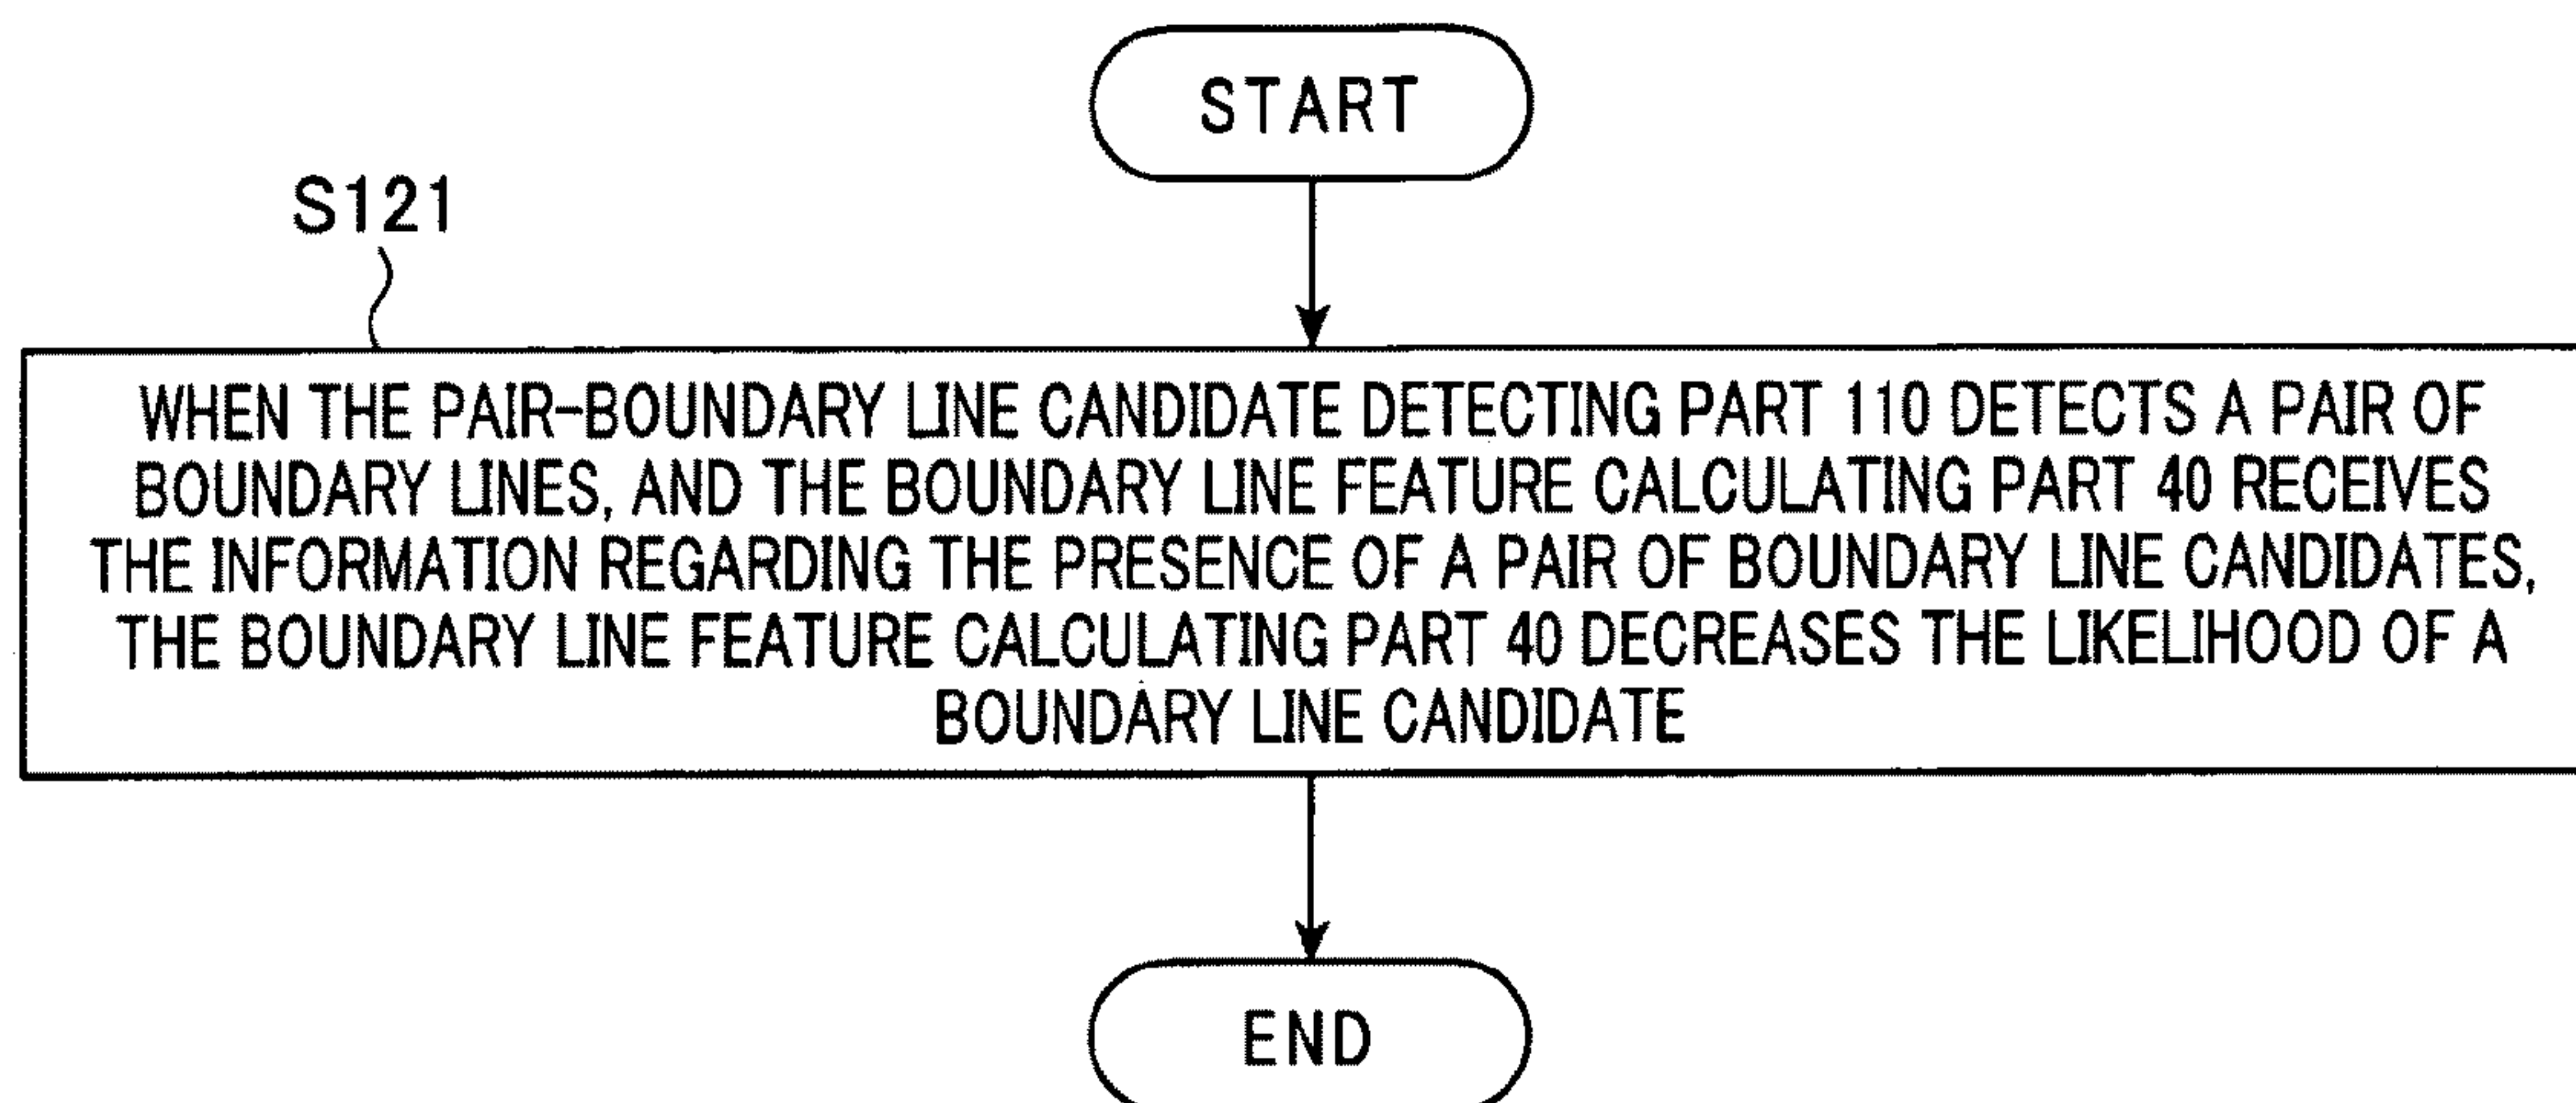 START
S121
WHEN THE PAIR-BOUNDARY LINE CANDIDATE DETECTING PART 110 DETECTS A PAIR OF
BOUNDARY LINES, AND THE BOUNDARY LINE FEATURE CALCULATING PART 40 RECEIVES
THE INFORMATION REGARDING THE PRESENCE OF A PAIR OF BOUNDARY LINE CANDIDATES,
THE BOUNDARY LINE FEATURE CALCULATING PART 40 DECREASES THE LIKELIHOOD OF A
BOUNDARY LINE CANDIDATE
END